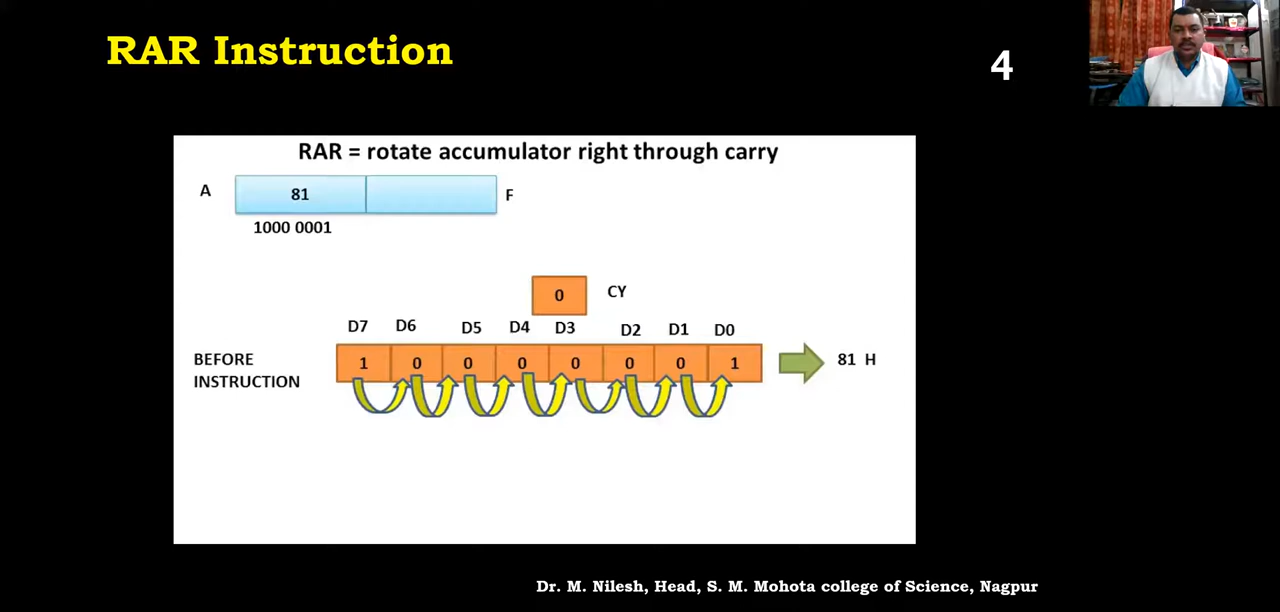 RAR Instruction
4
RAR = rotate accumulator right through carry
A 81 F
1000 0001
0 CY
D7 D6 D5 D4 D3 D2 D1 D0
BEFORE INSTRUCTION
1 0 0 0 0 0 0 1
81 H
Dr. M. Nilesh, Head, S. M. Mohota college of Science, Nagpur